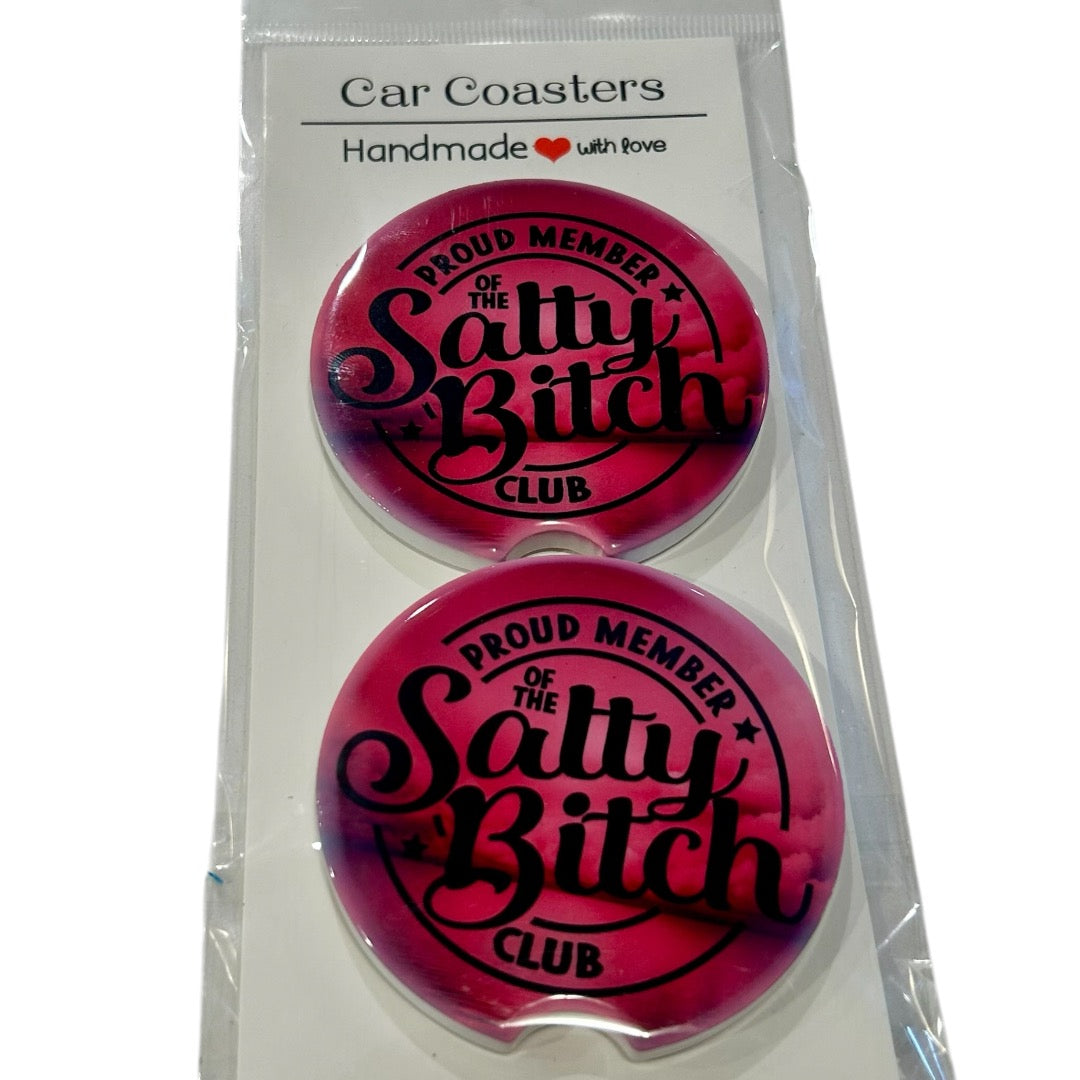 Car Coasters
Handmade ❤ with love
PROUD MEMBER
OF
THE
Salty
Bitch
CLUB
PROUD MEMBER
OF
THE
Salty
Bitch
CLUB